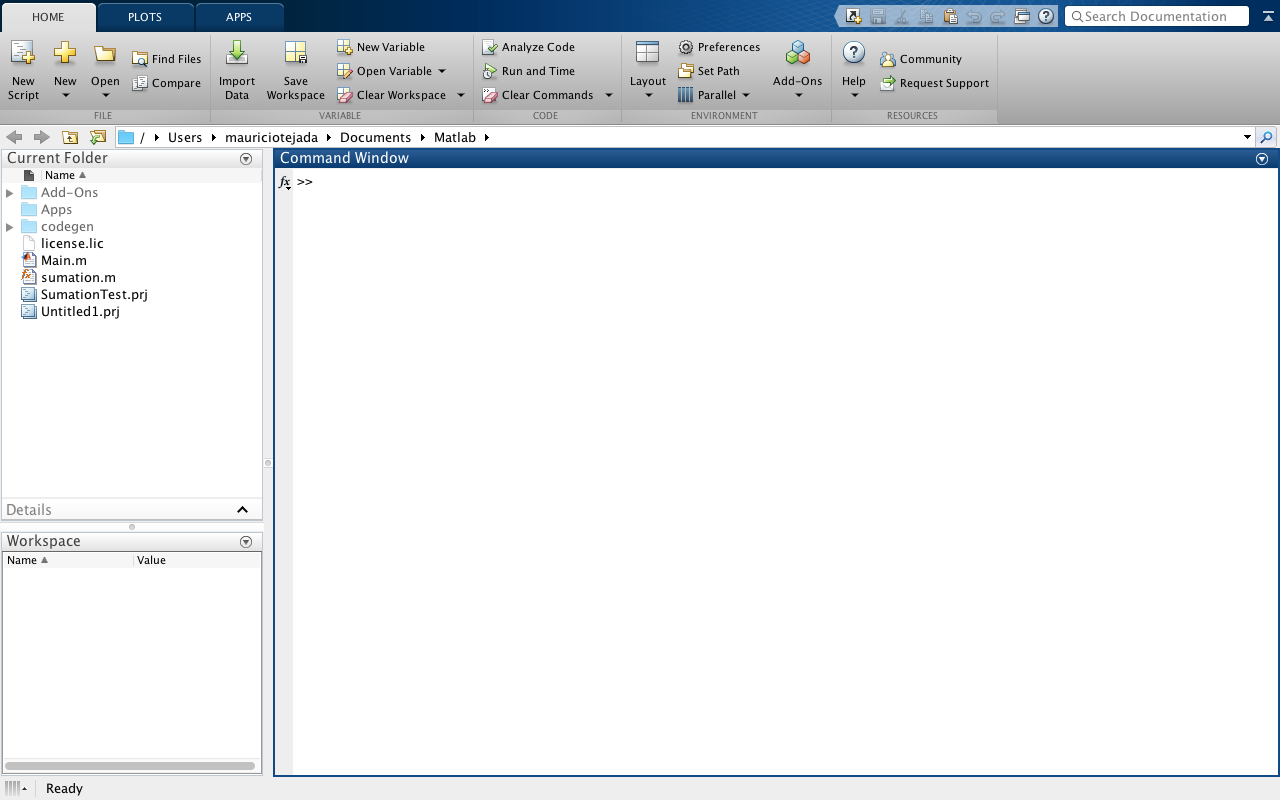 HOME PLOTS APPS Search Documentation
New Script New Open Find Files Compare
Import Data Save Workspace New Variable Open Variable Clear Workspace
Analyze Code Run and Time Clear Commands
Layout Preferences Set Path Parallel Add-Ons
Help Community Request Support
FILE VARIABLE CODE ENVIRONMENT RESOURCES
/ Users mauriciotejada Documents Matlab
Current Folder
Name
Add-Ons
Apps
codegen
license.lic
Main.m
sumation.m
SumationTest.prj
Untitled1.prj
Details
Workspace
Name Value
Command Window
fx >>
Ready